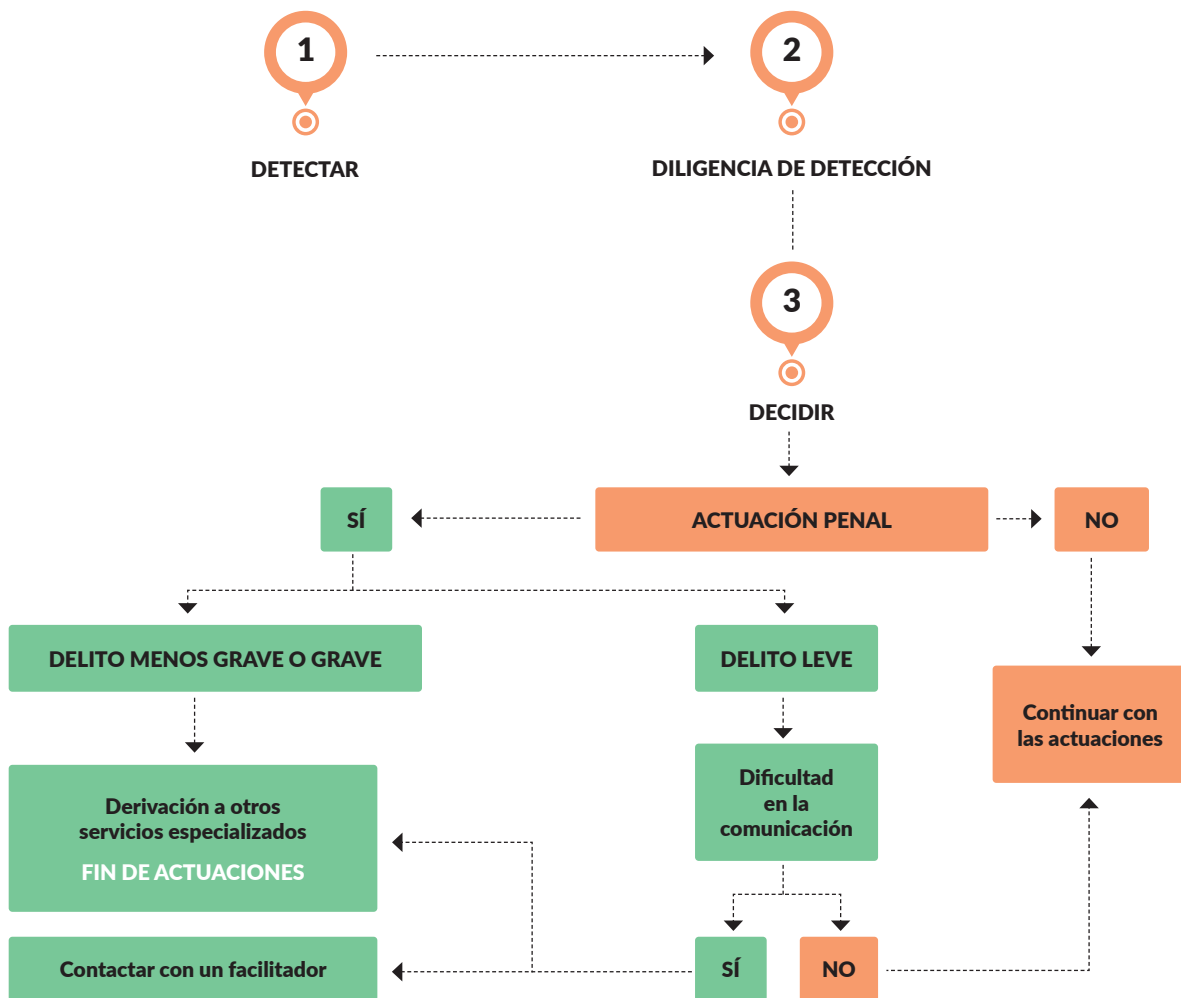 1
2
DETECTAR
DILIGENCIA DE DETECCIÓN
3
DECIDIR
SÍ
ACTUACIÓN PENAL
NO
DELITO MENOS GRAVE O GRAVE
DELITO LEVE
Continuar con
las actuaciones
Derivación a otros
servicios especializados
FIN DE ACTUACIONES
Dificultad
en la
comunicación
Contactar con un facilitador
SÍ
NO